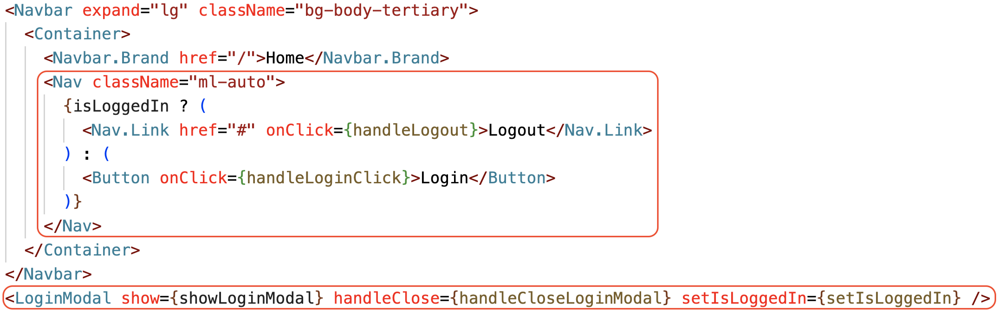 <Navbar expand="lg" className="bg-body-tertiary">
<Container>
<Navbar.Brand href="/">Home</Navbar.Brand>
<Nav className="ml-auto">
{isLoggedIn ? (
<Nav.Link href="#" onClick={handleLogout}>Logout</Nav.Link>
) : (
<Button onClick={handleLoginClick}>Login</Button>
)}
</Nav>
</Container>
</Navbar>
<LoginModal show={showLoginModal} handleClose={handleCloseLoginModal} setIsLoggedIn={setIsLoggedIn} />